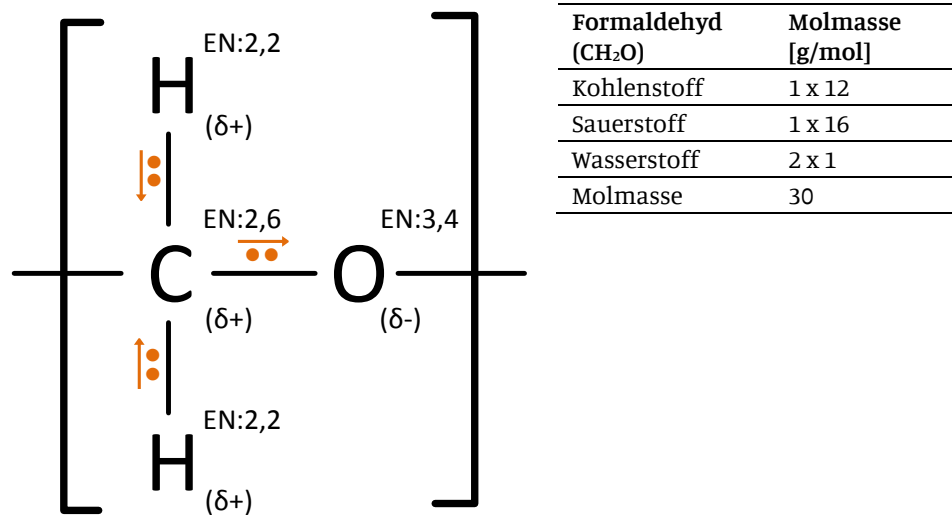 EN:2,2
H
(δ+)
EN:2,6
EN:3,4
C
O
(δ+)
(δ-)
EN:2,2
H
(δ+)
Formaldehyd Molmasse
(CH₂O) [g/mol]
Kohlenstoff 1 x 12
Sauerstoff 1 x 16
Wasserstoff 2 x 1
Molmasse 30